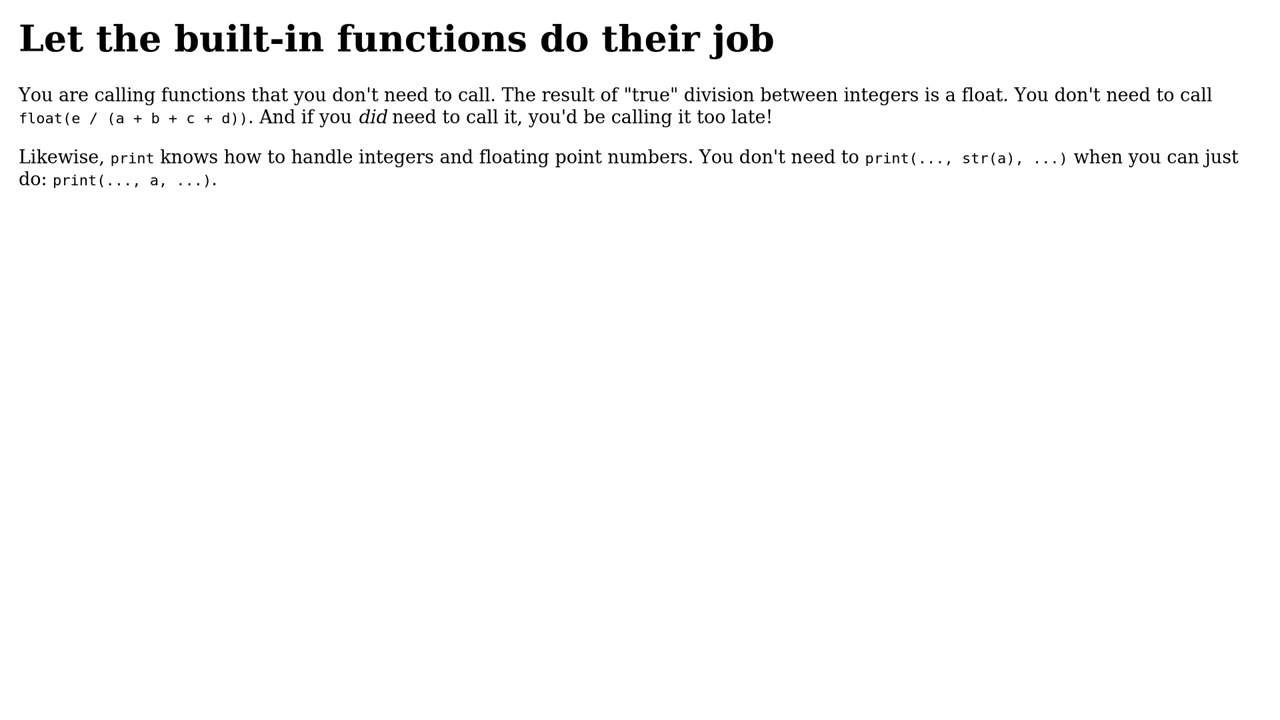 Let the built-in functions do their job
You are calling functions that you don't need to call. The result of "true" division between integers is a float. You don't need to call
float(e / (a + b + c + d)). And if you did need to call it, you'd be calling it too late!
Likewise, print knows how to handle integers and floating point numbers. You don't need to print(..., str(a), ...) when you can just
do: print(..., a, ...).